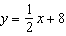 y = 1/2 x + 8